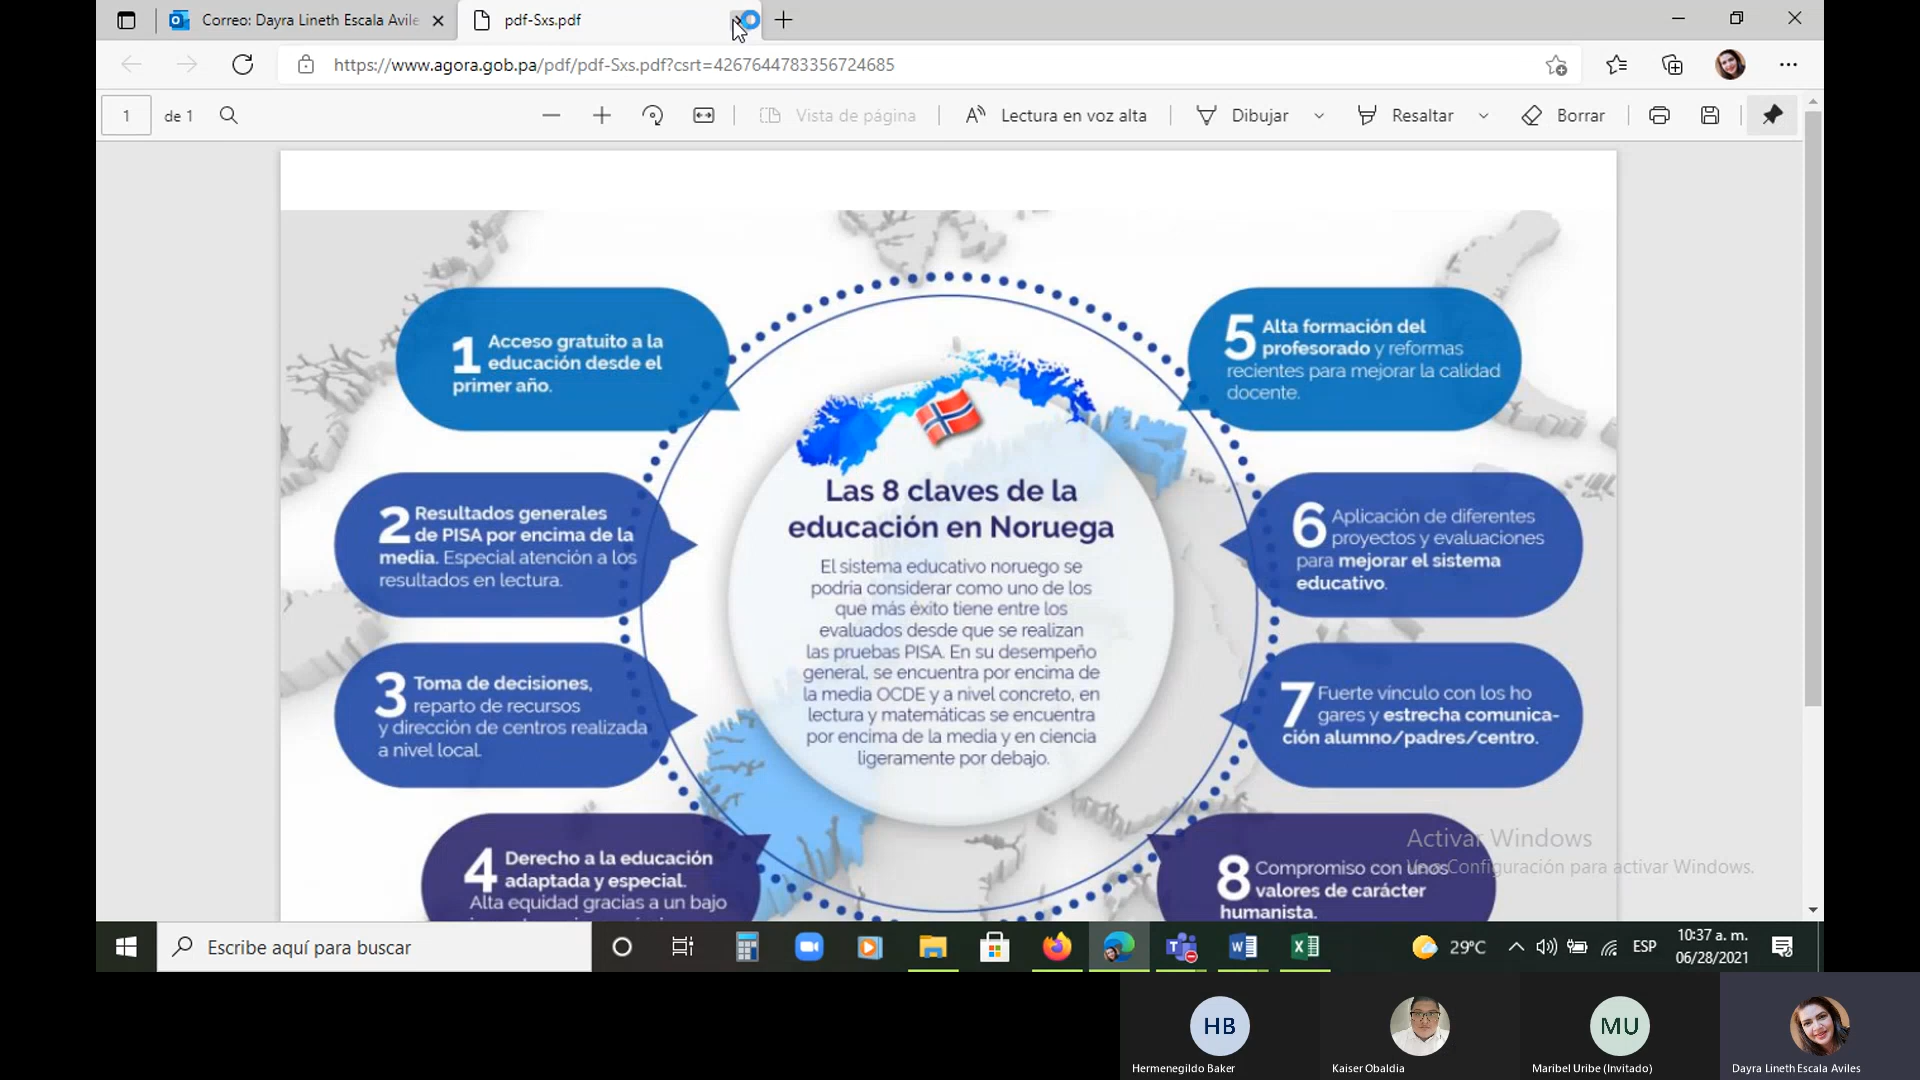 Correo: Dayra Lineth Escala Avile
pdf-Sxs.pdf
https://www.agora.gob.pa/pdf/pdf-Sxs.pdf?csrt=4267644783356724685
1 de 1
Vista de página
Lectura en voz alta
Dibujar
Resaltar
Borrar
1 Acceso gratuito a la
educación desde el
primer año.
2 Resultados generales
de PISA por encima de la
media. Especial atención a los
resultados en lectura.
3 Toma de decisiones,
reparto de recursos
y dirección de centros realizada
a nivel local.
4 Derecho a la educación
adaptada y especial.
Alta equidad gracias a un bajo
Las 8 claves de la
educación en Noruega
El sistema educativo noruego se
podría considerar como uno de los
que más éxito tiene entre los
evaluados desde que se realizan
las pruebas PISA. En su desempeño
general, se encuentra por encima de
la media OCDE y a nivel concreto, en
lectura y matemáticas se encuentra
por encima de la media y en ciencia
ligeramente por debajo.
5 Alta formación del
profesorado y reformas
recientes para mejorar la calidad
docente.
6 Aplicación de diferentes
proyectos y evaluaciones
para mejorar el sistema
educativo.
7 Fuerte vínculo con los ho
gares y estrecha comunica-
ción alumno/padres/centro.
8 Compromiso con unos
valores de carácter
humanista.
Activar Windows
Ve a Configuración para activar Windows.
Escribe aquí para buscar
29°C
ESP
10:37 a. m.
06/28/2021
HB
MU
Hermenegildo Baker
Kaiser Obaldia
Maribel Uribe (Invitado)
Dayra Lineth Escala Aviles